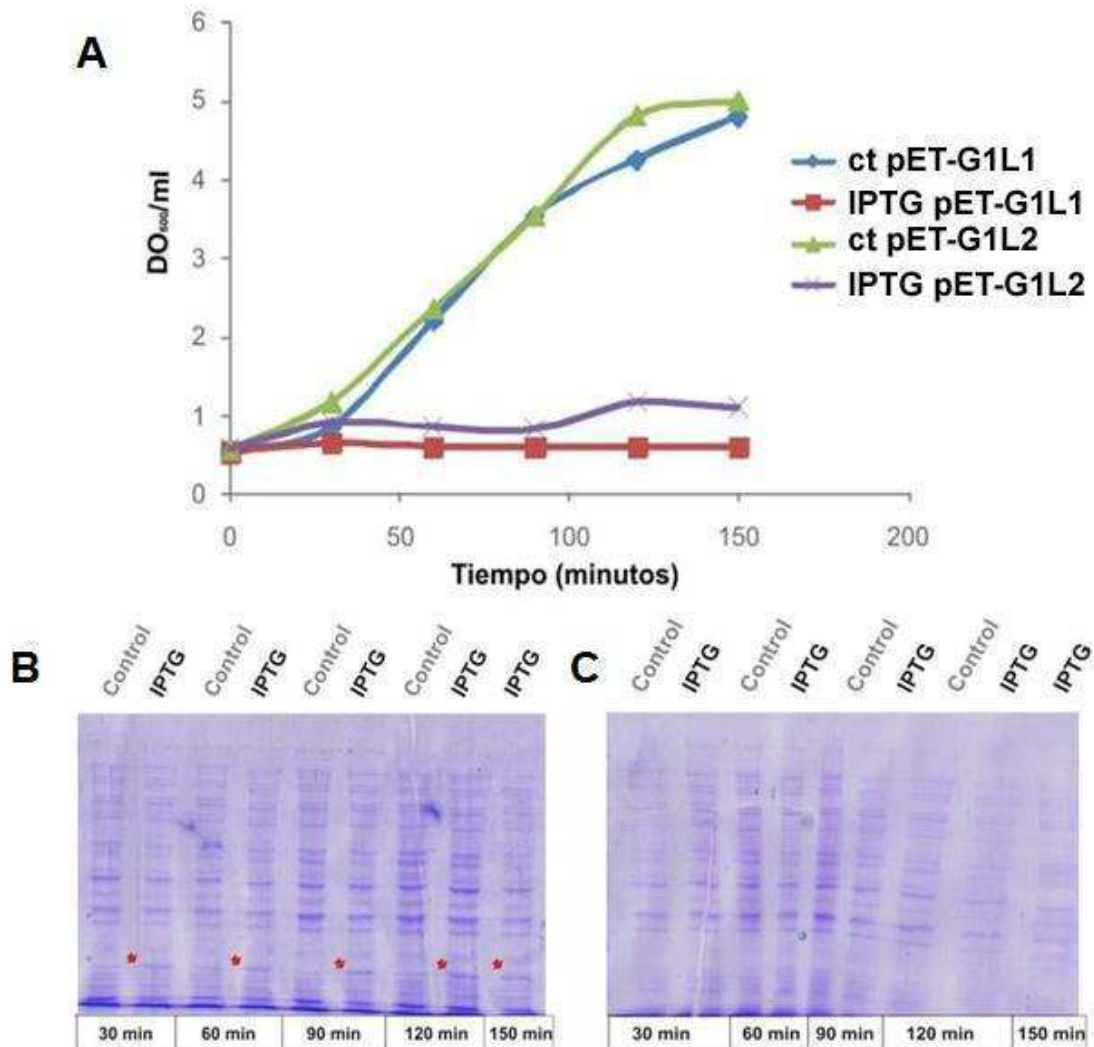 A
6
5
4
3
2
1
0
DO₆₀₀/ml
0
50
100
150
200
Tiempo (minutos)
ct pET-G1L1
IPTG pET-G1L1
ct pET-G1L2
IPTG pET-G1L2
B
Control IPTG Control IPTG Control IPTG Control IPTG IPTG
30 min 60 min 90 min 120 min 150 min
C
Control IPTG Control IPTG Control IPTG Control IPTG IPTG
30 min 60 min 90 min 120 min 150 min